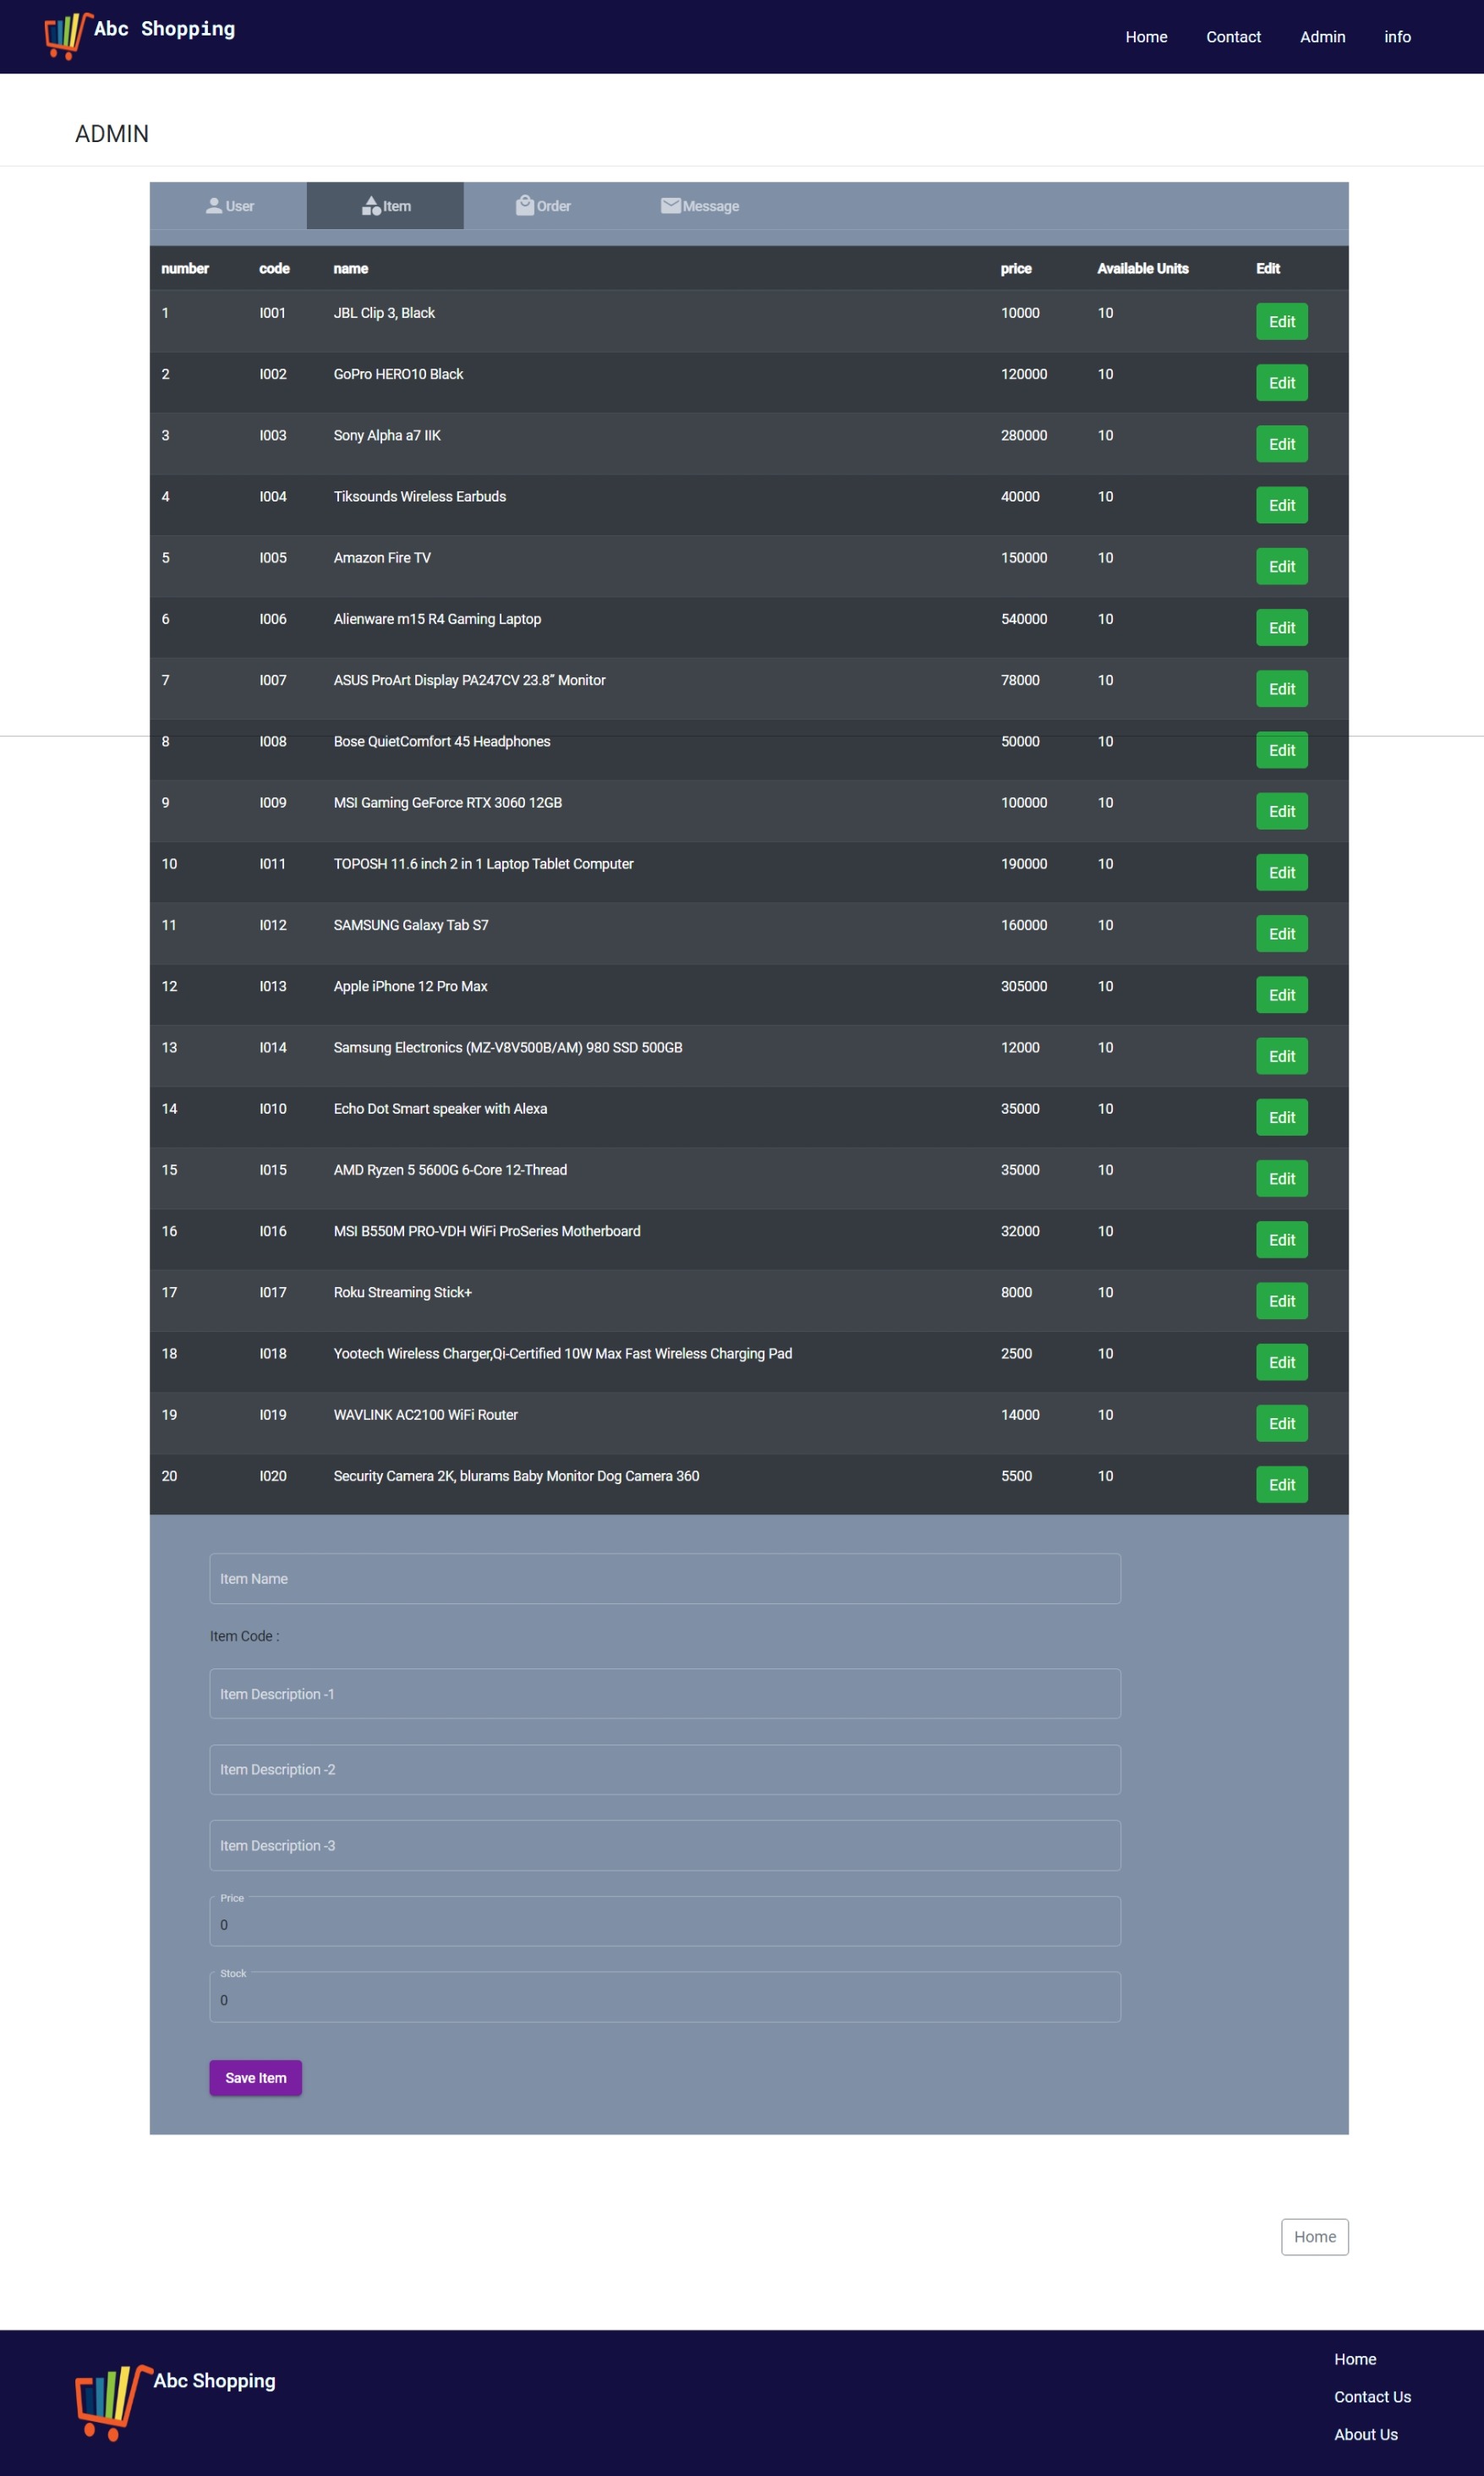 Abc Shopping
Home Contact Admin info
ADMIN
User Item Order Message
number code name price Available Units Edit
1 I001 JBL Clip 3, Black 10000 10 Edit
2 I002 GoPro HERO10 Black 120000 10 Edit
3 I003 Sony Alpha a7 IIK 280000 10 Edit
4 I004 Tiksounds Wireless Earbuds 40000 10 Edit
5 I005 Amazon Fire TV 150000 10 Edit
6 I006 Alienware m15 R4 Gaming Laptop 540000 10 Edit
7 I007 ASUS ProArt Display PA247CV 23.8” Monitor 78000 10 Edit
8 I008 Bose QuietComfort 45 Headphones 50000 10 Edit
9 I009 MSI Gaming GeForce RTX 3060 12GB 100000 10 Edit
10 I011 TOPOSH 11.6 inch 2 in 1 Laptop Tablet Computer 190000 10 Edit
11 I012 SAMSUNG Galaxy Tab S7 160000 10 Edit
12 I013 Apple iPhone 12 Pro Max 305000 10 Edit
13 I014 Samsung Electronics (MZ-V8V500B/AM) 980 SSD 500GB 12000 10 Edit
14 I010 Echo Dot Smart speaker with Alexa 35000 10 Edit
15 I015 AMD Ryzen 5 5600G 6-Core 12-Thread 35000 10 Edit
16 I016 MSI B550M PRO-VDH WiFi ProSeries Motherboard 32000 10 Edit
17 I017 Roku Streaming Stick+ 8000 10 Edit
18 I018 Yootech Wireless Charger,Qi-Certified 10W Max Fast Wireless Charging Pad 2500 10 Edit
19 I019 WAVLINK AC2100 WiFi Router 14000 10 Edit
20 I020 Security Camera 2K, blurams Baby Monitor Dog Camera 360 5500 10 Edit
Item Name
Item Code :
Item Description -1
Item Description -2
Item Description -3
Price
0
Stock
0
Save Item
Home
Abc Shopping
Home
Contact Us
About Us